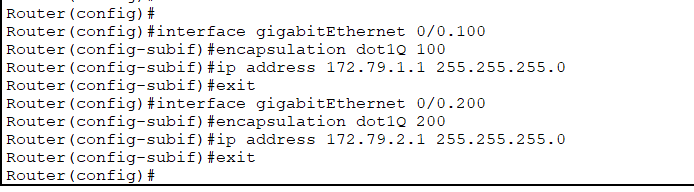 Router(config)#
Router(config)#interface gigabitEthernet 0/0.100
Router(config-subif)#encapsulation dot1Q 100
Router(config-subif)#ip address 172.79.1.1 255.255.255.0
Router(config-subif)#exit
Router(config)#interface gigabitEthernet 0/0.200
Router(config-subif)#encapsulation dot1Q 200
Router(config-subif)#ip address 172.79.2.1 255.255.255.0
Router(config-subif)#exit
Router(config)#